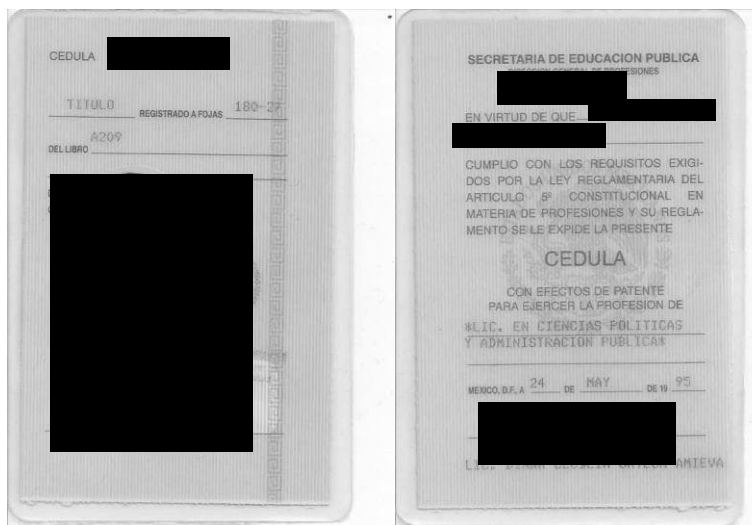 CEDULA
TITULO REGISTRADO A FOJAS 180-27
DEL LIBRO A209
SECRETARIA DE EDUCACION PUBLICA
PROFESIONES
EN VIRTUD DE QUE
CUMPLIO CON LOS REQUISITOS EXIGI-
DOS POR LA LEY REGLAMENTARIA DEL
ARTICULO 5º CONSTITUCIONAL EN
MATERIA DE PROFESIONES Y SU REGLA-
MENTO SE LE EXPIDE LA PRESENTE
CEDULA
CON EFECTOS DE PATENTE
PARA EJERCER LA PROFESION DE
*LIC. EN CIENCIAS POLITICAS
Y ADMINISTRACION PUBLICA*
MEXICO, D.F., A 24 DE MAY DE 19 95
LIC. AMIEVA